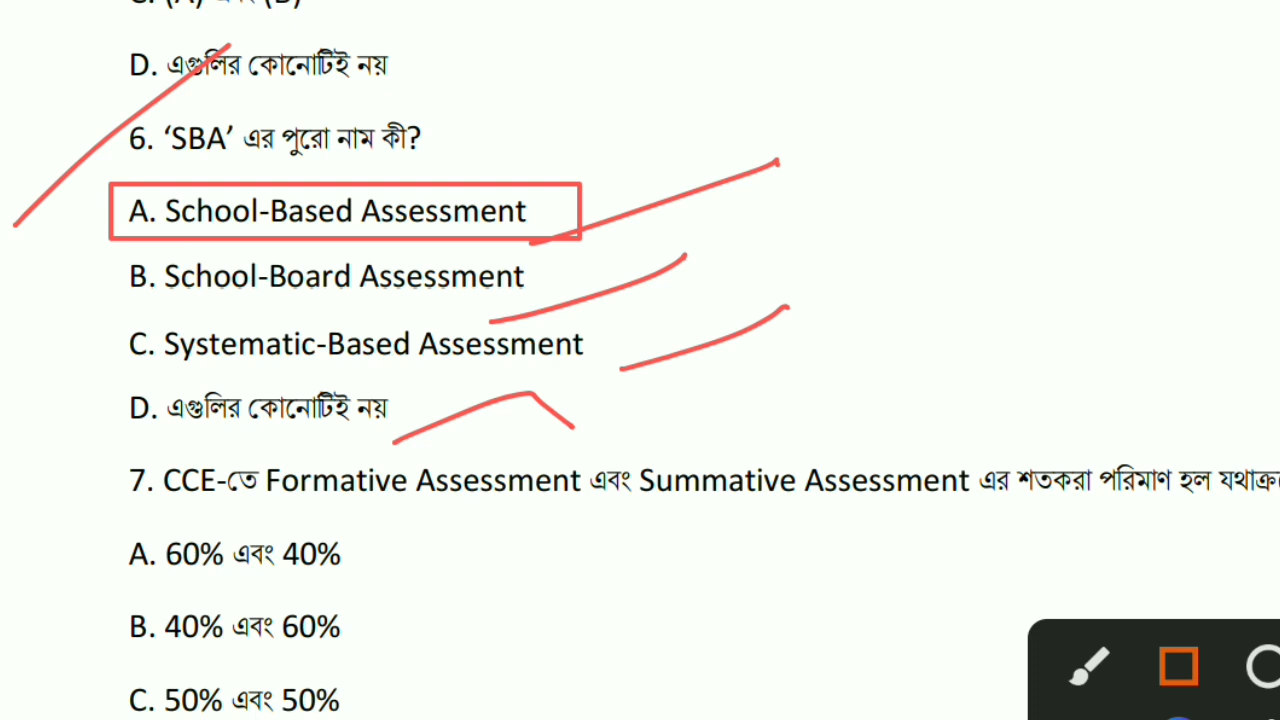 D. এগুলির কোনোটিই নয়
6. ‘SBA’ এর পুরো নাম কী?
A. School-Based Assessment
B. School-Board Assessment
C. Systematic-Based Assessment
D. এগুলির কোনোটিই নয়
7. CCE-তে Formative Assessment এবং Summative Assessment এর শতকরা পরিমাণ হল
A. 60% এবং 40%
B. 40% এবং 60%
C. 50% এবং 50%